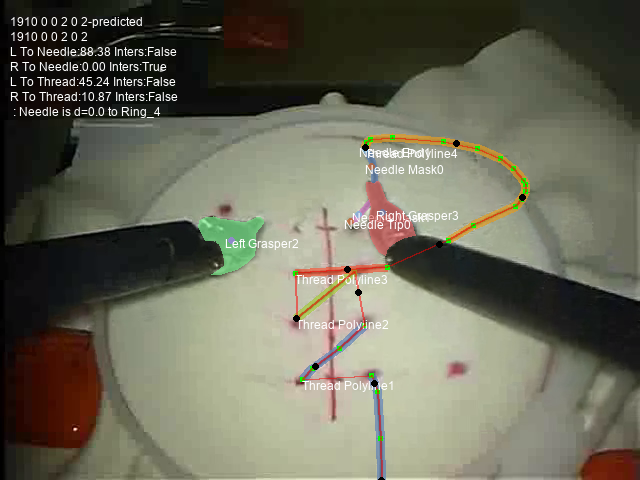 1910 0 0 2 0 2-predicted
1910 0 0 2 0 2
L To Needle:88.38 Inters:False
R To Needle:0.00 Inters:True
L To Thread:45.24 Inters:False
R To Thread:10.87 Inters:False
: Needle is d=0.0 to Ring_4
Thread Polyline4
Needle Mask0
Right Grasper3
Needle Tip0
Left Grasper2
Thread Polyline3
Thread Polyline2
Thread Polyline1